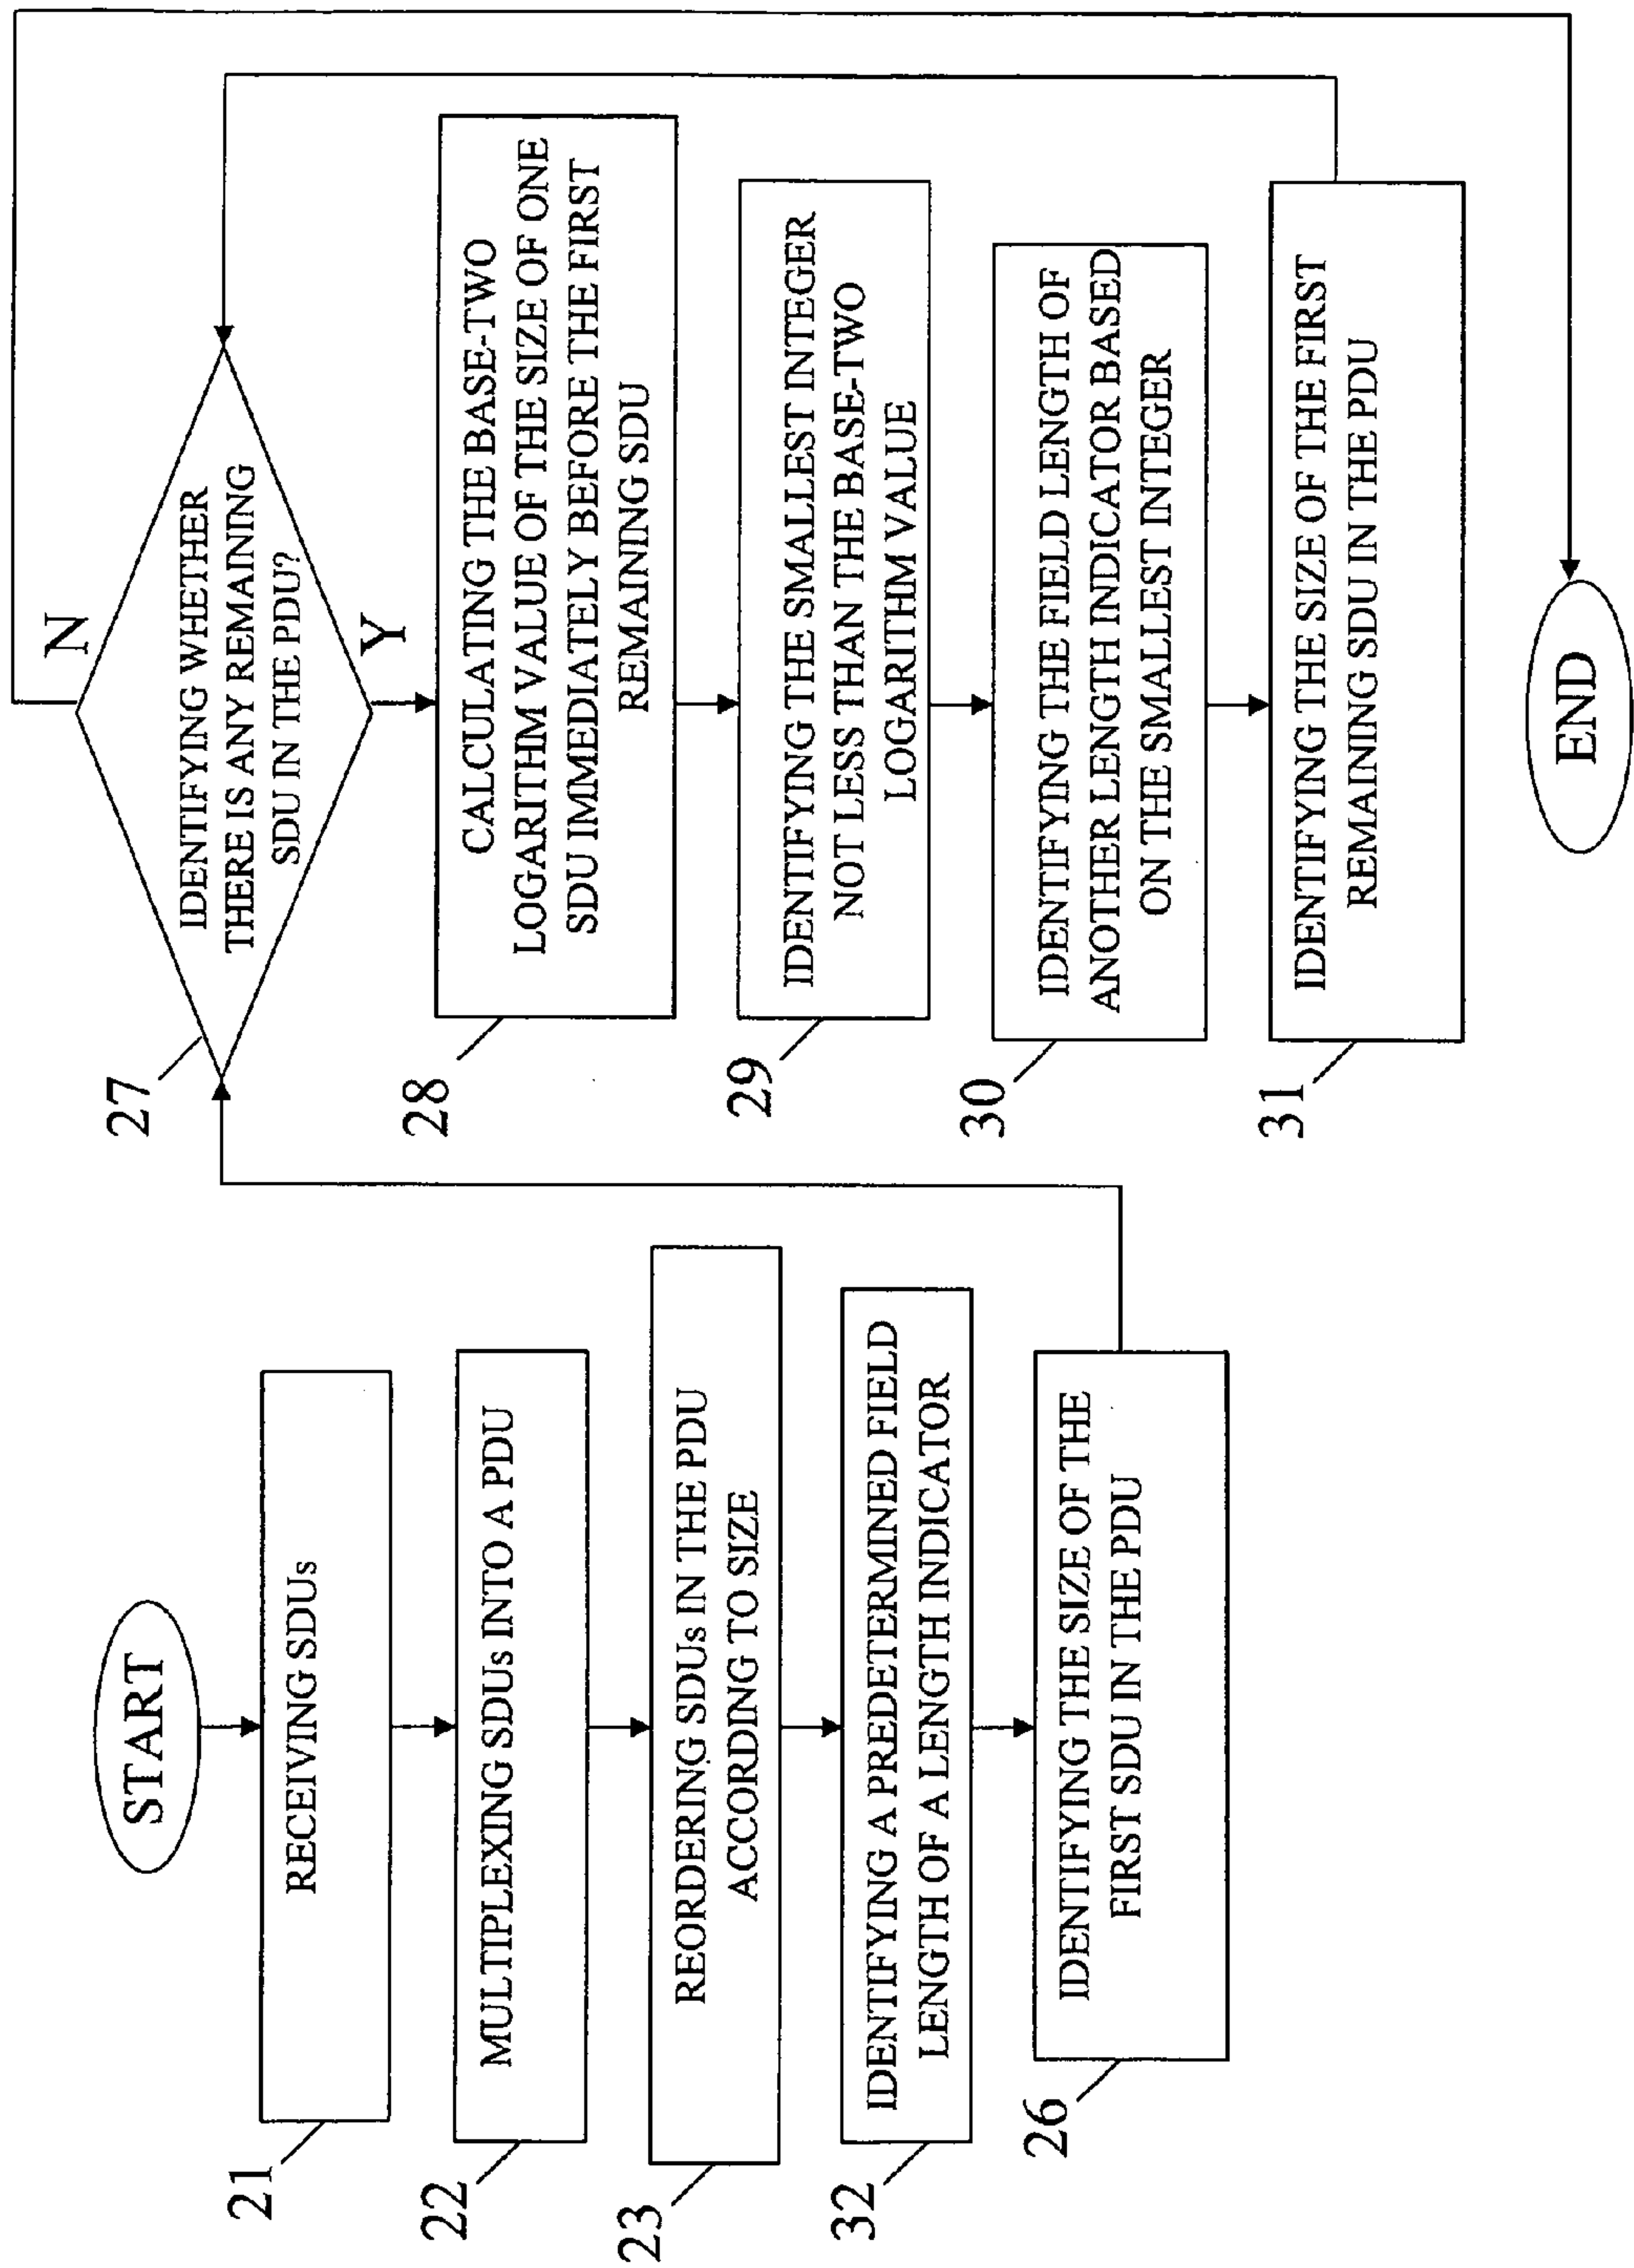 START
21
RECEIVING SDUs
22
MULTIPLEXING SDUs INTO A PDU
23
REORDERING SDUs IN THE PDU
ACCORDING TO SIZE
32
IDENTIFYING A PREDETERMINED FIELD
LENGTH OF A LENGTH INDICATOR
26
IDENTIFYING THE SIZE OF THE
FIRST SDU IN THE PDU
27
N
IDENTIFYING WHETHER
THERE IS ANY REMAINING
SDU IN THE PDU?
Y
28
CALCULATING THE BASE-TWO
LOGARITHM VALUE OF THE SIZE OF ONE
SDU IMMEDIATELY BEFORE THE FIRST
REMAINING SDU
29
IDENTIFYING THE SMALLEST INTEGER
NOT LESS THAN THE BASE-TWO
LOGARITHM VALUE
30
IDENTIFYING THE FIELD LENGTH OF
ANOTHER LENGTH INDICATOR BASED
ON THE SMALLEST INTEGER
31
IDENTIFYING THE SIZE OF THE FIRST
REMAINING SDU IN THE PDU
END